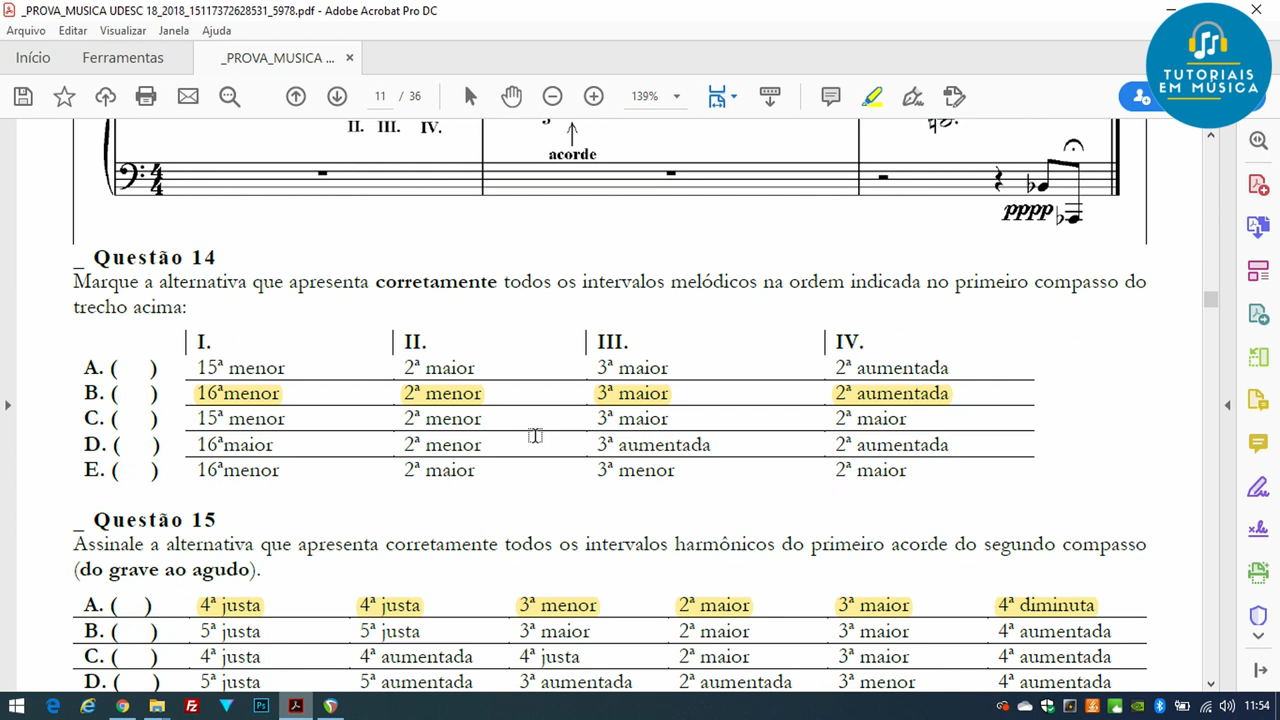 _PROVA_MUSICA UDESC 18_2018_15117372628531_5978.pdf - Adobe Acrobat Pro DC
Arquivo Editar Visualizar Janela Ajuda
Início Ferramentas _PROVA_MUSICA ... ×
TUTORIAIS
EM MÚSICA
11 / 36 139%
II. III. IV.
acorde
pppp
_ Questão 14
Marque a alternativa que apresenta corretamente todos os intervalos melódicos na ordem indicada no primeiro compasso do
trecho acima:
I. II. III. IV.
A. ( ) 15ª menor 2ª maior 3ª maior 2ª aumentada
B. ( ) 16ªmenor 2ª menor 3ª maior 2ª aumentada
C. ( ) 15ª menor 2ª menor 3ª maior 2ª maior
D. ( ) 16ªmaior 2ª menor 3ª aumentada 2ª aumentada
E. ( ) 16ªmenor 2ª maior 3ª menor 2ª maior
_ Questão 15
Assinale a alternativa que apresenta corretamente todos os intervalos harmônicos do primeiro acorde do segundo compasso
(do grave ao agudo).
A. ( ) 4ª justa 4ª justa 3ª menor 2ª maior 3ª maior 4ª diminuta
B. ( ) 5ª justa 5ª justa 3ª maior 2ª maior 3ª maior 4ª aumentada
C. ( ) 4ª justa 4ª aumentada 4ª justa 2ª maior 3ª maior 4ª aumentada
D. ( ) 5ª justa 5ª aumentada 3ª aumentada 2ª aumentada 3ª menor 4ª aumentada
11:54